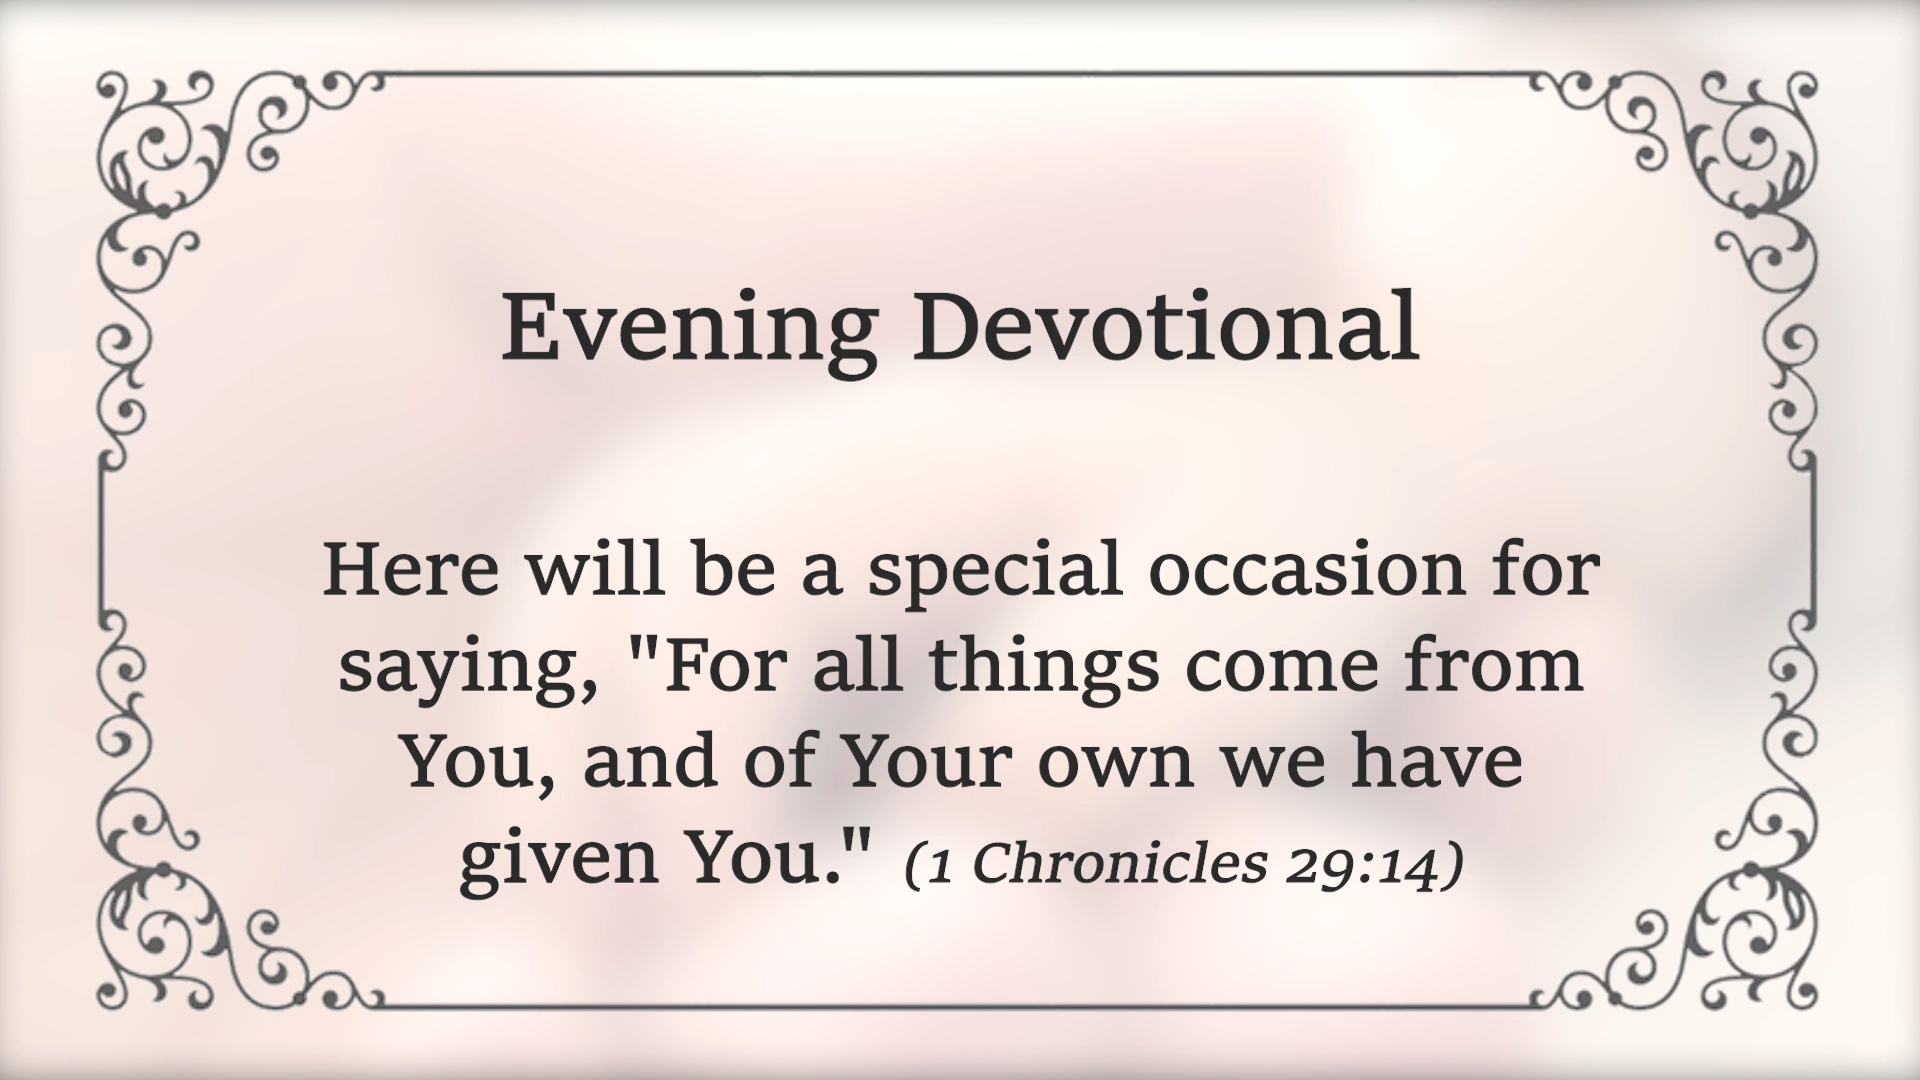 Evening Devotional
Here will be a special occasion for
saying, "For all things come from
You, and of Your own we have
given You." (1 Chronicles 29:14)